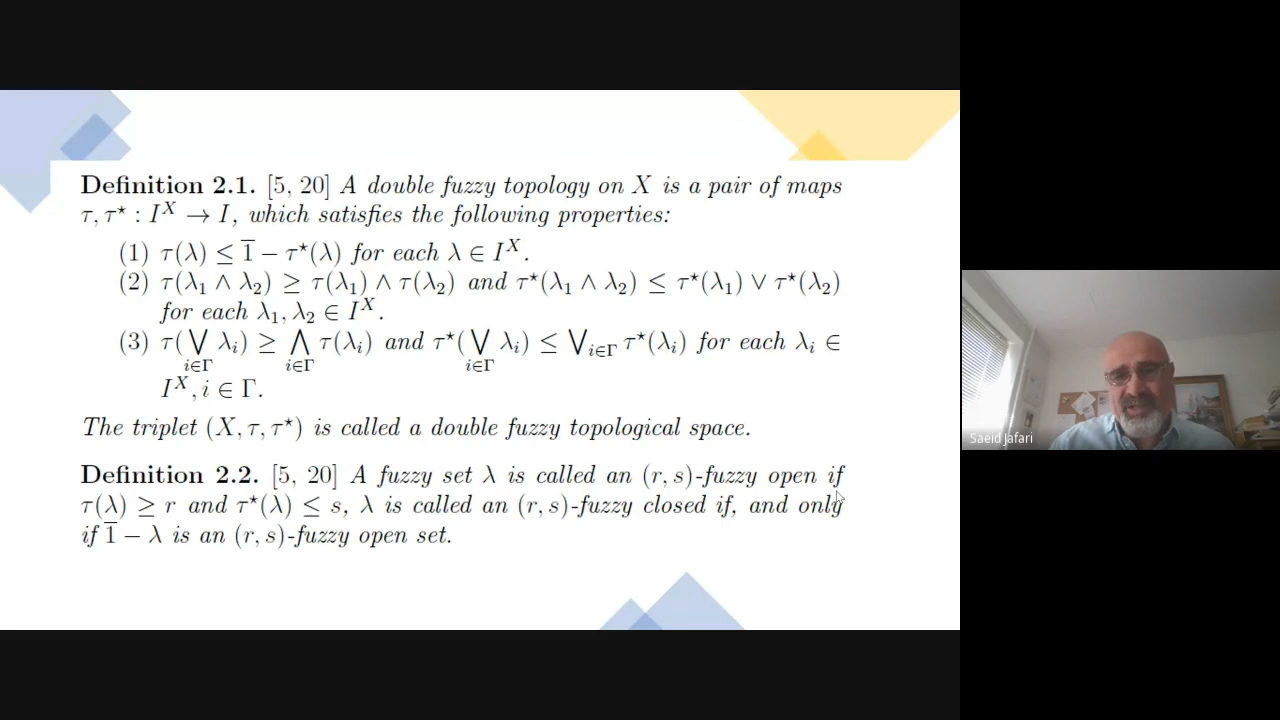 Definition 2.1. [5, 20] A double fuzzy topology on X is a pair of maps
τ, τ⋆ : I^X → I, which satisfies the following properties:
(1) τ(λ) ≤ 1̅ − τ⋆(λ) for each λ ∈ I^X.
(2) τ(λ₁ ∧ λ₂) ≥ τ(λ₁) ∧ τ(λ₂) and τ⋆(λ₁ ∧ λ₂) ≤ τ⋆(λ₁) ∨ τ⋆(λ₂)
for each λ₁, λ₂ ∈ I^X.
(3) τ(⋁_{i∈Γ} λᵢ) ≥ ⋀_{i∈Γ} τ(λᵢ) and τ⋆(⋁_{i∈Γ} λᵢ) ≤ ⋁_{i∈Γ} τ⋆(λᵢ) for each λᵢ ∈
I^X, i ∈ Γ.
The triplet (X, τ, τ⋆) is called a double fuzzy topological space.
Definition 2.2. [5, 20] A fuzzy set λ is called an (r, s)-fuzzy open if
τ(λ) ≥ r and τ⋆(λ) ≤ s, λ is called an (r, s)-fuzzy closed if, and only
if 1̅ − λ is an (r, s)-fuzzy open set.
Saeid Jafari